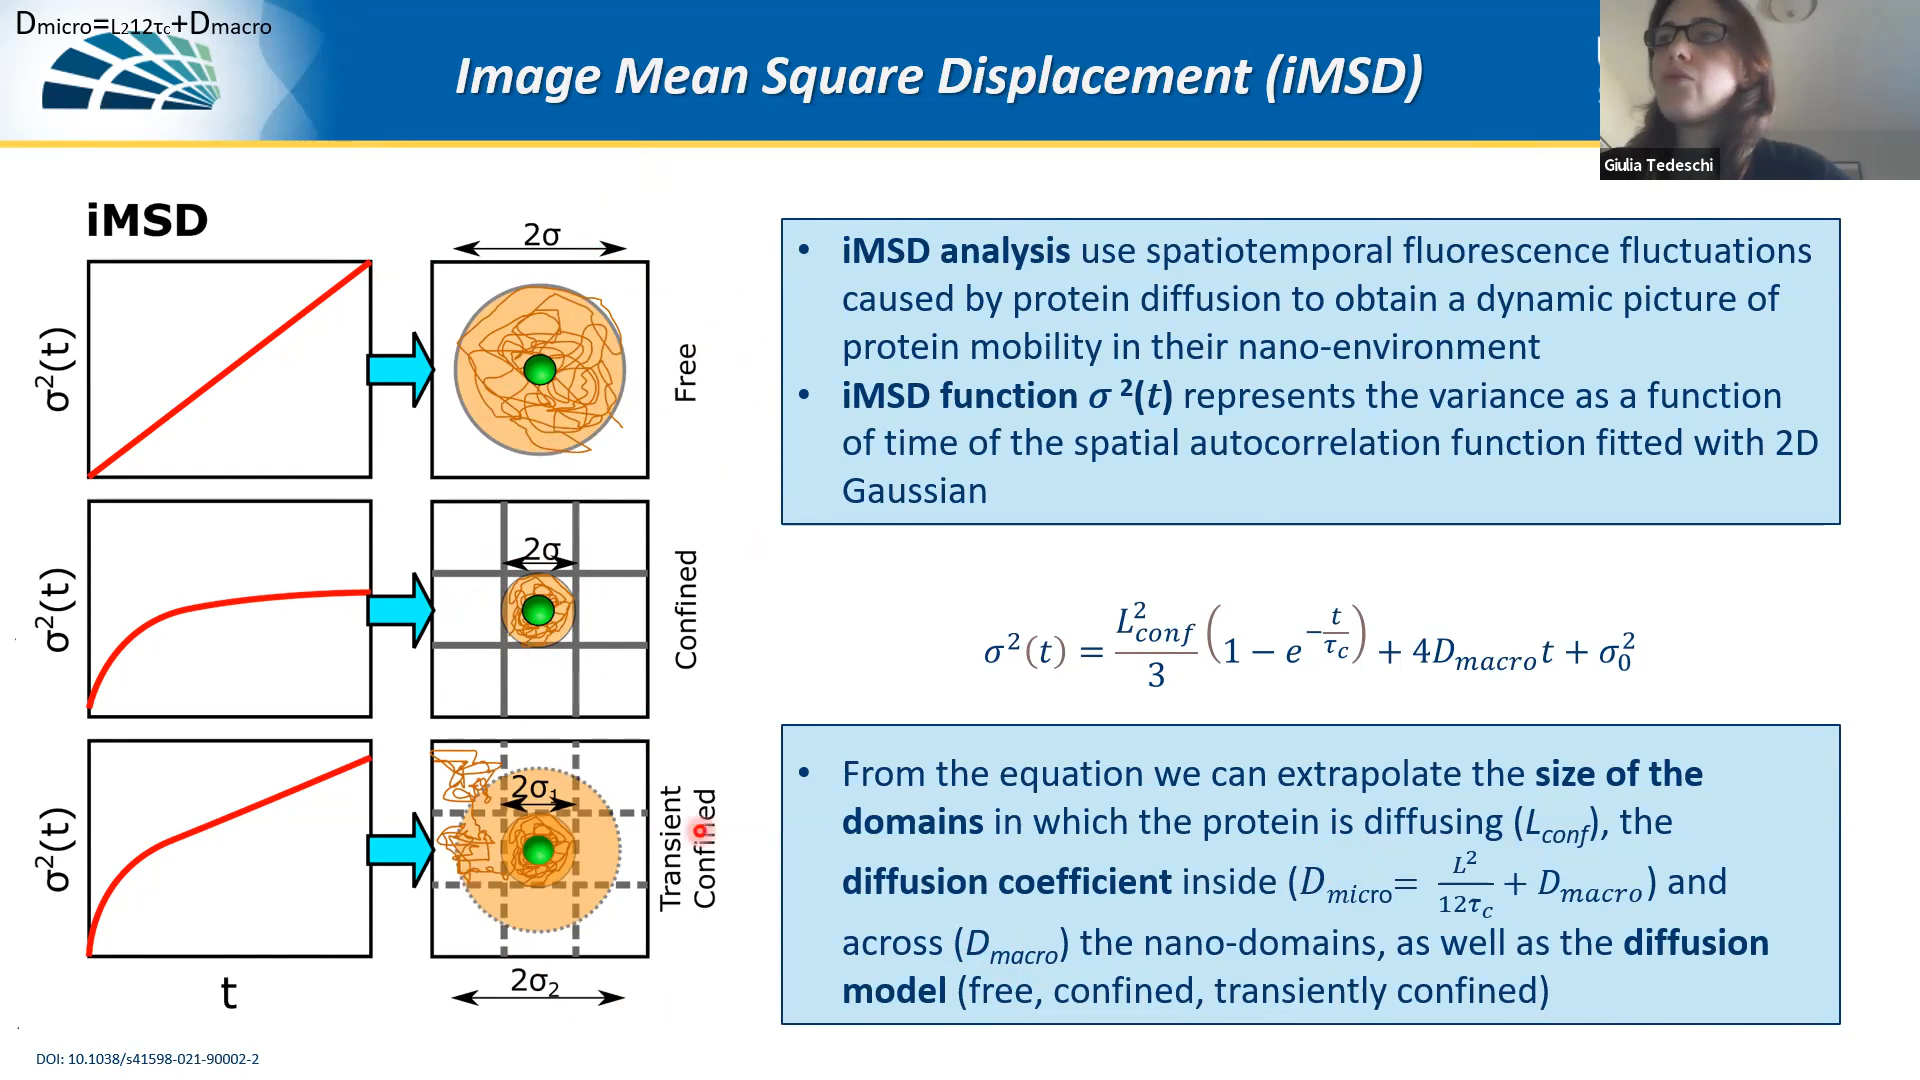 Dmicro=L212τc+Dmacro
Image Mean Square Displacement (iMSD)
Giulia Tedeschi
iMSD
σ²(t)
2σ
Free
σ²(t)
2σ
Confined
σ²(t)
2σ₁
Transient
Confined
2σ₂
t
• iMSD analysis use spatiotemporal fluorescence fluctuations
caused by protein diffusion to obtain a dynamic picture of
protein mobility in their nano-environment
• iMSD function σ ²(t) represents the variance as a function
of time of the spatial autocorrelation function fitted with 2D
Gaussian
σ²(t) = L²conf/3 (1 − e^−t/τc) + 4Dmacro t + σ₀²
• From the equation we can extrapolate the size of the
domains in which the protein is diffusing (Lconf), the
diffusion coefficient inside (Dmicro= L²/12τc + Dmacro) and
across (Dmacro) the nano-domains, as well as the diffusion
model (free, confined, transiently confined)
DOI: 10.1038/s41598-021-90002-2